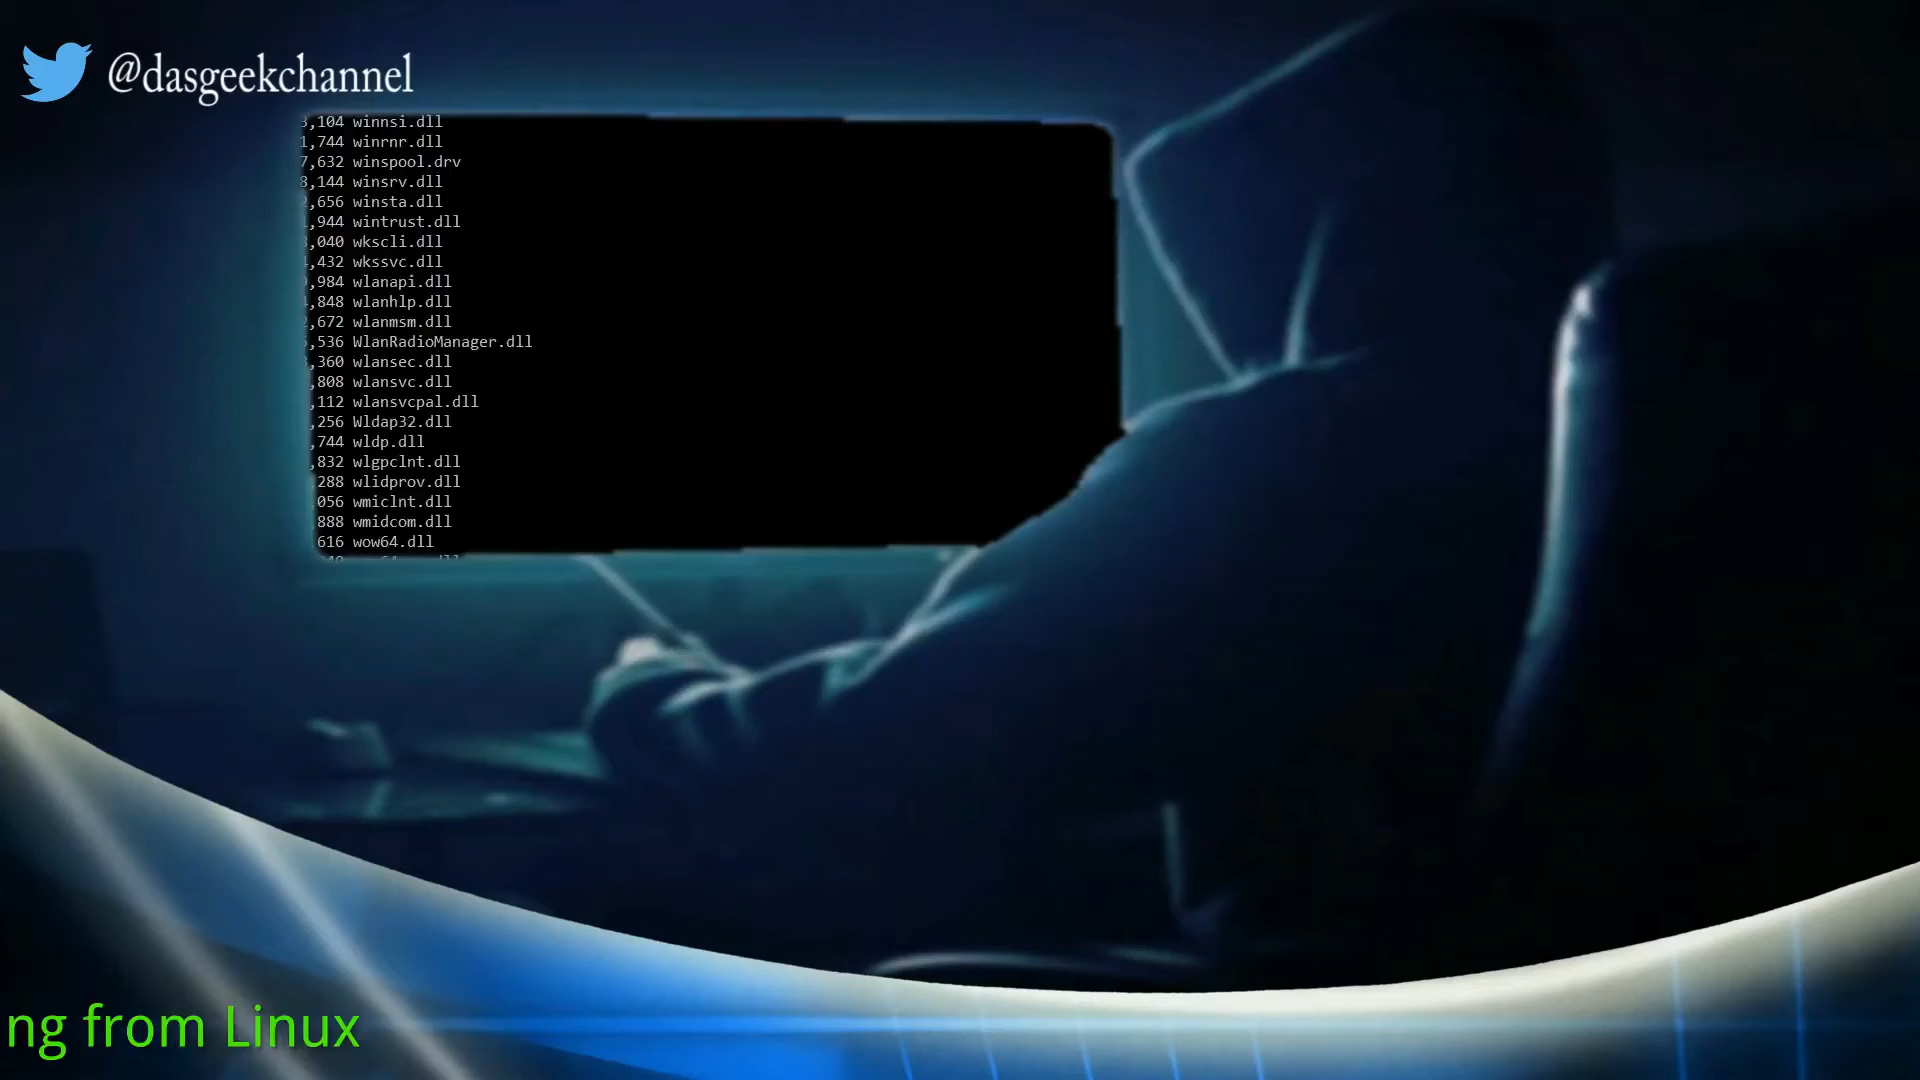 @dasgeekchannel
,104 winnsi.dll
1,744 winrnr.dll
7,632 winspool.drv
8,144 winsrv.dll
,656 winsta.dll
,944 wintrust.dll
,040 wkscli.dll
,432 wkssvc.dll
,984 wlanapi.dll
,848 wlanhlp.dll
,672 wlanmsm.dll
,536 WlanRadioManager.dll
,360 wlansec.dll
,808 wlansvc.dll
,112 wlansvcpal.dll
,256 Wldap32.dll
,744 wldp.dll
,832 wlgpclnt.dll
288 wlidprov.dll
056 wmiclnt.dll
888 wmidcom.dll
616 wow64.dll
ng from Linux